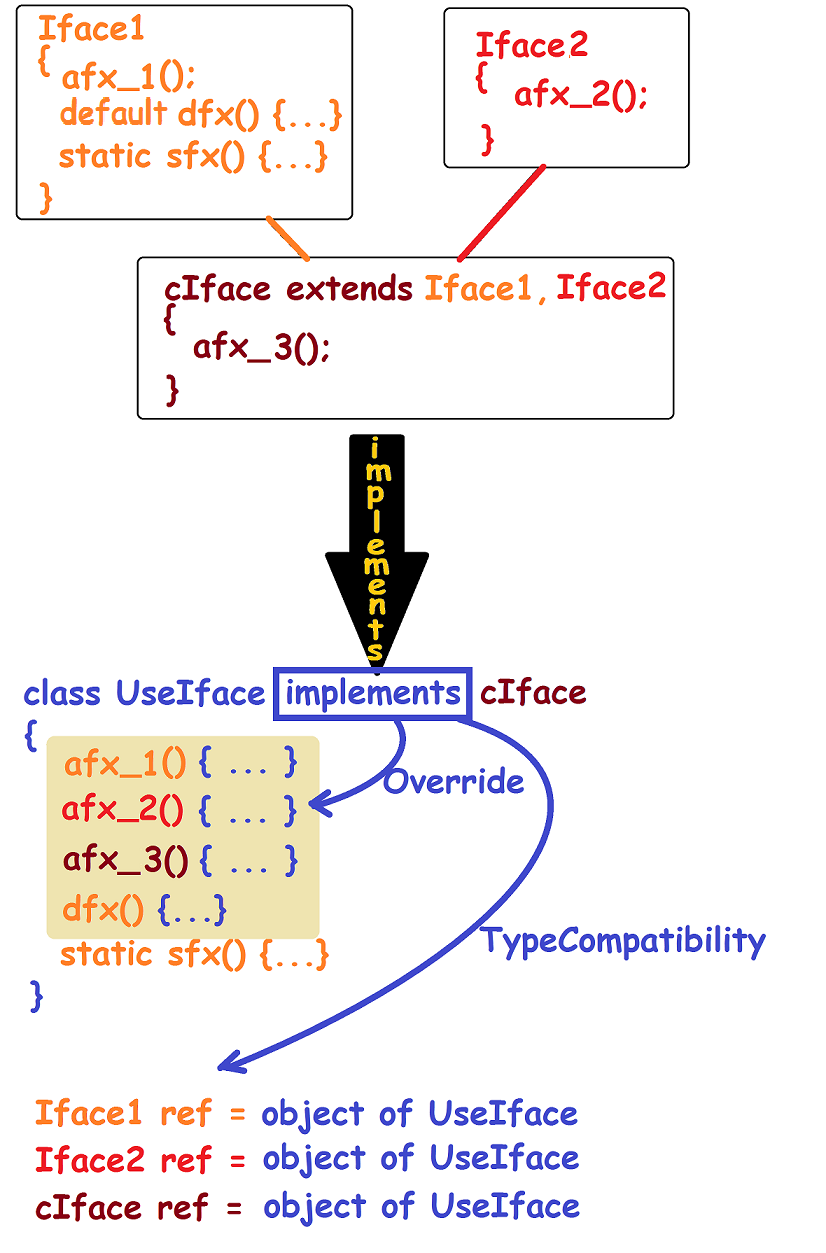 Iface1
{
afx_1();
default dfx() {...}
static sfx() {...}
}
Iface2
{
afx_2();
}
cIface extends Iface1, Iface2
{
afx_3();
}
implements
class UseIface implements cIface
{
afx_1() { ... }
Override
afx_2() { ... }
afx_3() { ... }
dfx() {...}
static sfx() {...}
TypeCompatibility
}
Iface1 ref = object of UseIface
Iface2 ref = object of UseIface
cIface ref = object of UseIface